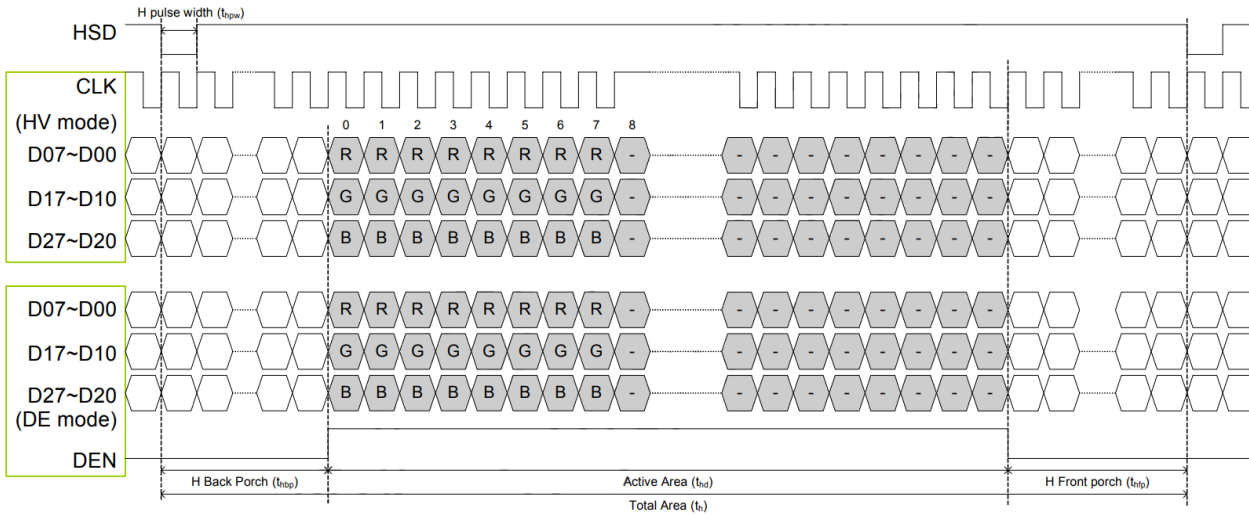 H pulse width (thpw)
HSD
CLK
(HV mode)
0 1 2 3 4 5 6 7 8
D07~D00 R R R R R R R R - - - - - - - - -
D17~D10 G G G G G G G G - - - - - - - - -
D27~D20 B B B B B B B B - - - - - - - - -
D07~D00 R R R R R R R R - - - - - - - - -
D17~D10 G G G G G G G G - - - - - - - - -
D27~D20 B B B B B B B B - - - - - - - - -
(DE mode)
DEN
H Back Porch (thbp) Active Area (thd) H Front porch (thfp)
Total Area (th)